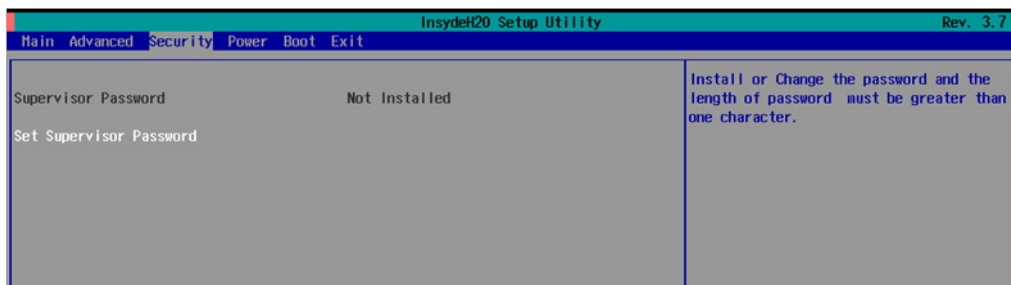 InsydeH20 Setup Utility Rev. 3.7
Main Advanced Security Power Boot Exit
Supervisor Password Not Installed
Set Supervisor Password
Install or Change the password and the
length of password must be greater than
one character.